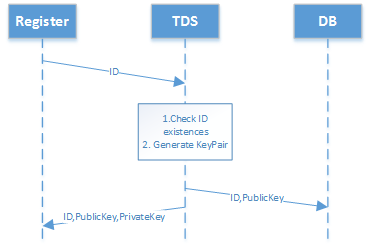 Register
TDS
DB
ID
1.Check ID
existences
2. Generate KeyPair
ID,PublicKey
ID,PublicKey,PrivateKey